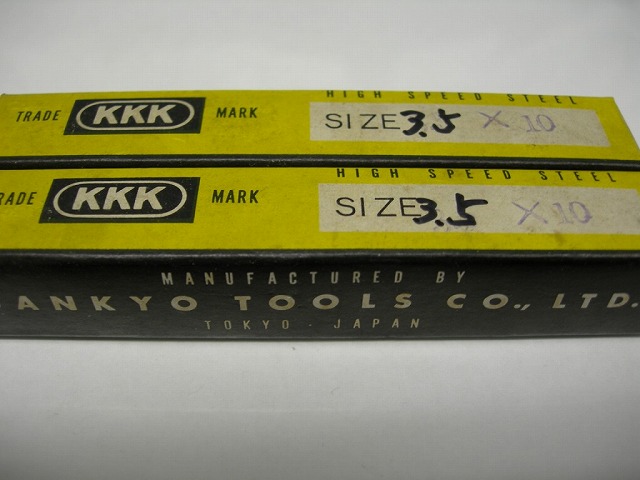 HIGH SPEED STEEL
TRADE KKK MARK SIZE 3.5 X 10
HIGH SPEED STEEL
RADE KKK MARK SIZE 3.5 X 10
MANUFACTURED BY
ANKYO TOOLS CO., LTD.
TOKYO - JAPAN